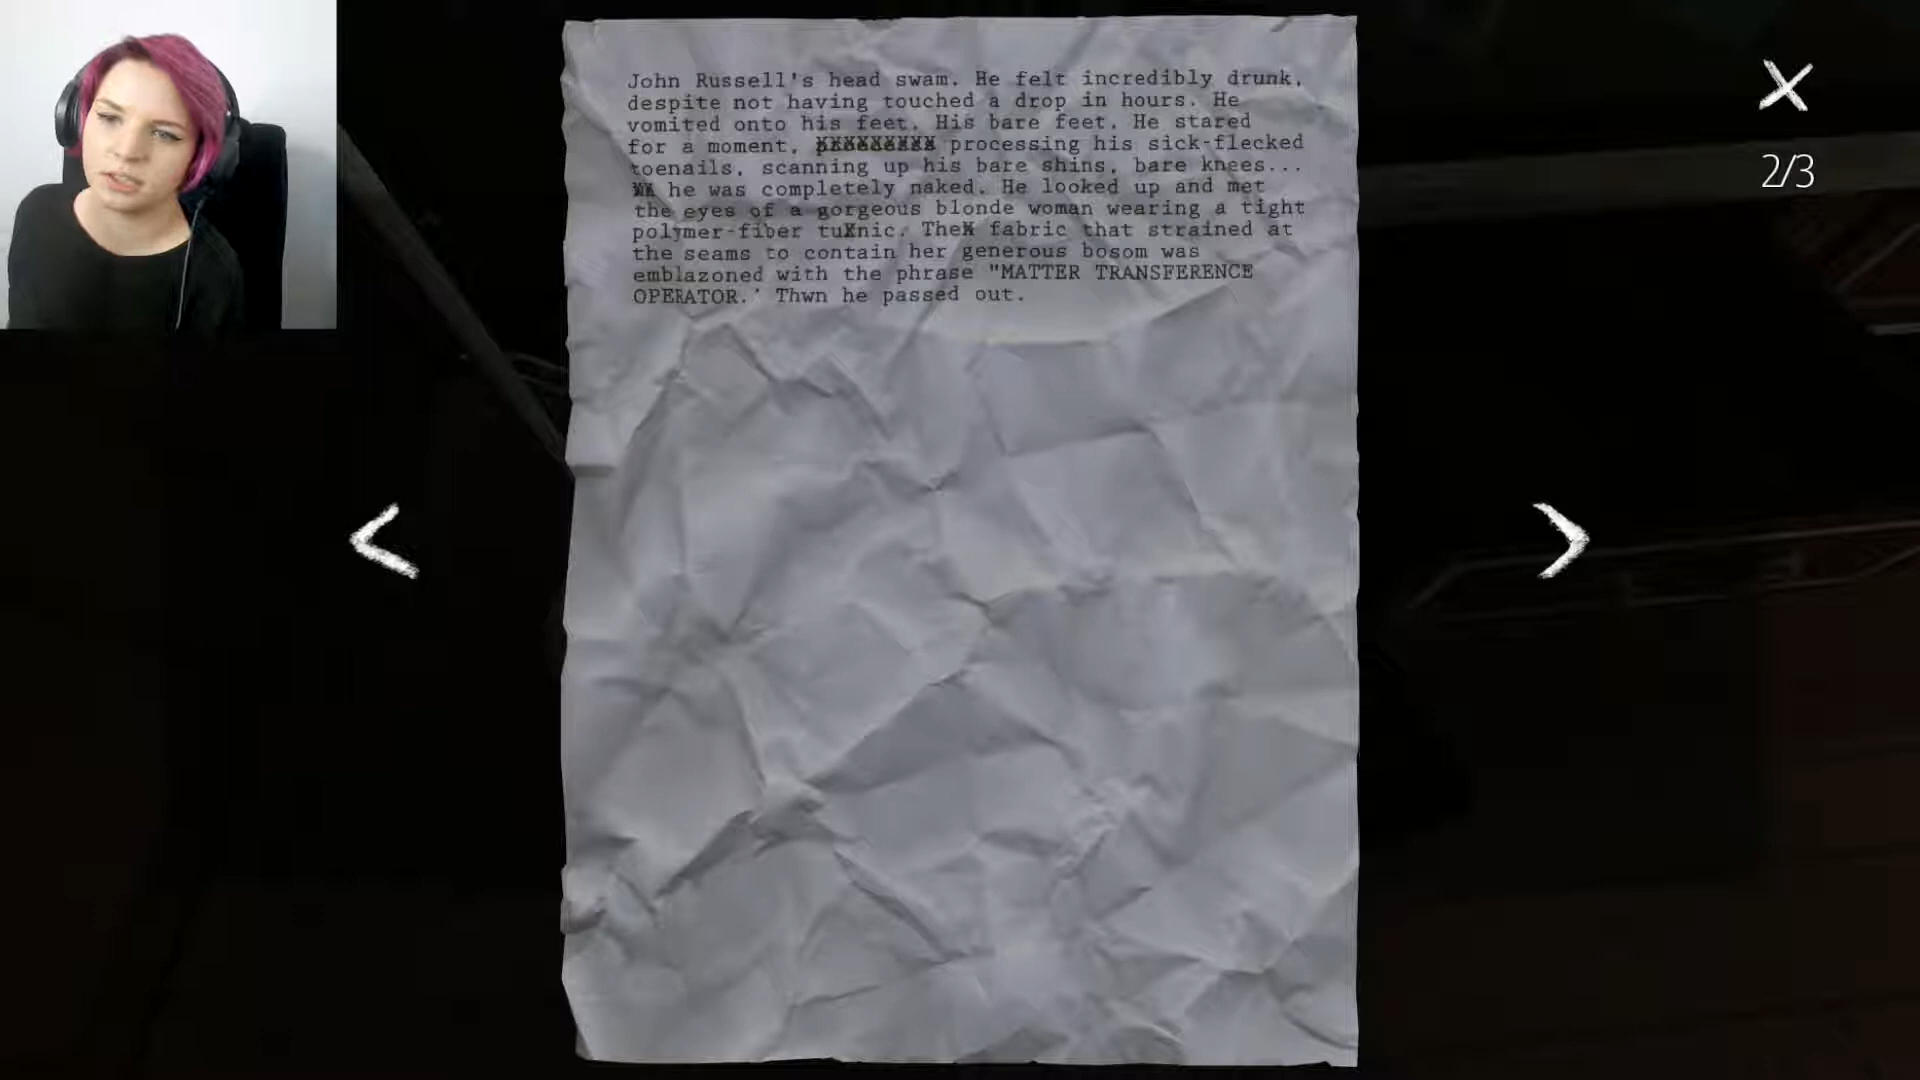 John Russell's head swam. He felt incredibly drunk,
despite not having touched a drop in hours. He
vomited onto his feet. His bare feet. He stared
for a moment, processing his sick-flecked
toenails, scanning up his bare shins, bare knees...
he was completely naked. He looked up and met
the eyes of a gorgeous blonde woman wearing a tight
polymer-fiber tuXnic. TheX fabric that strained at
the seams to contain her generous bosom was
emblazoned with the phrase "MATTER TRANSFERENCE
OPERATOR.' Thwn he passed out.
2/3